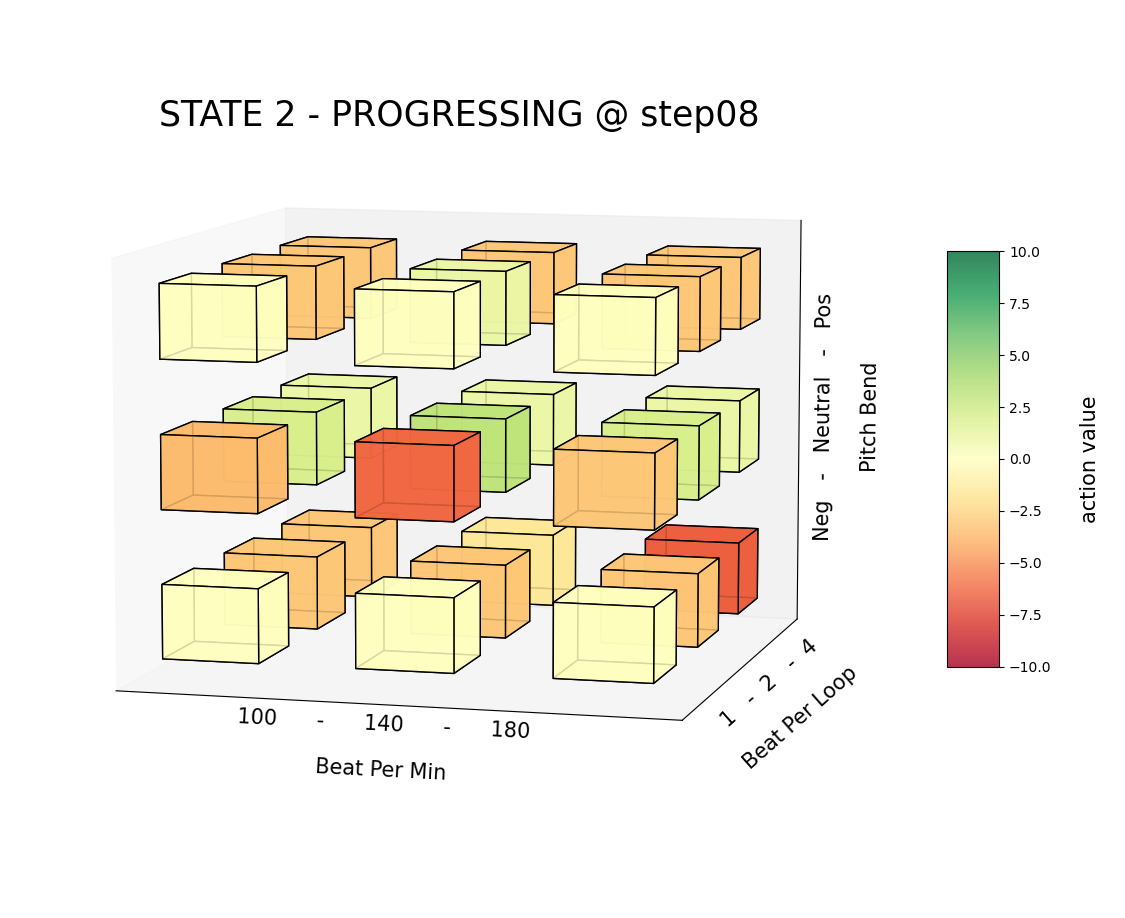 STATE 2 - PROGRESSING @ step08
Neg - Neutral - Pos
Pitch Bend
1 - 2 - 4
Beat Per Loop
100 - 140 - 180
Beat Per Min
10.0
7.5
5.0
2.5
0.0
−2.5
−5.0
−7.5
−10.0
action value